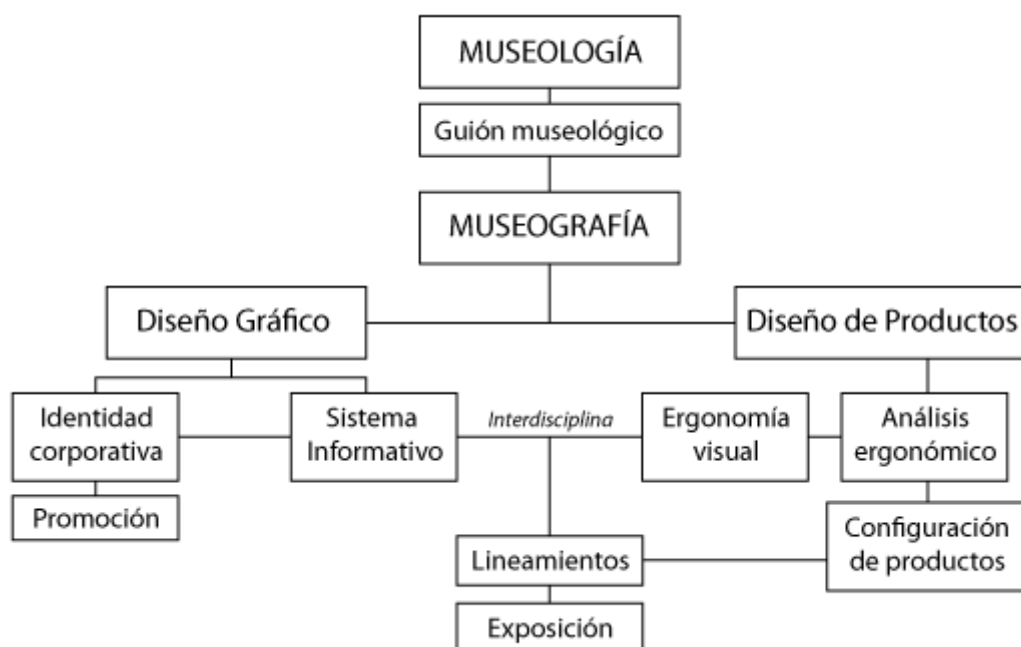 MUSEOLOGÍA
Guión museológico
MUSEOGRAFÍA
Diseño Gráfico
Diseño de Productos
Identidad
corporativa
Sistema
Informativo
Interdisciplina
Ergonomía
visual
Análisis
ergonómico
Promoción
Configuración
de productos
Lineamientos
Exposición